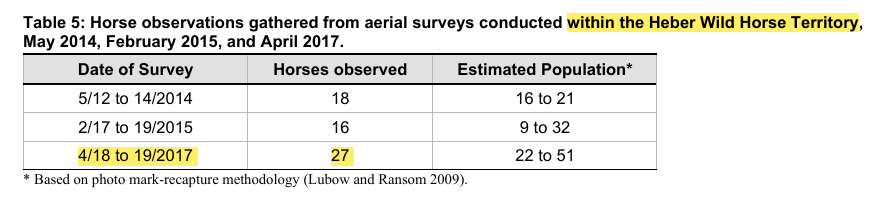 Table 5: Horse observations gathered from aerial surveys conducted within the Heber Wild Horse Territory,
May 2014, February 2015, and April 2017.
Date of Survey Horses observed Estimated Population*
5/12 to 14/2014 18 16 to 21
2/17 to 19/2015 16 9 to 32
4/18 to 19/2017 27 22 to 51
* Based on photo mark-recapture methodology (Lubow and Ransom 2009).